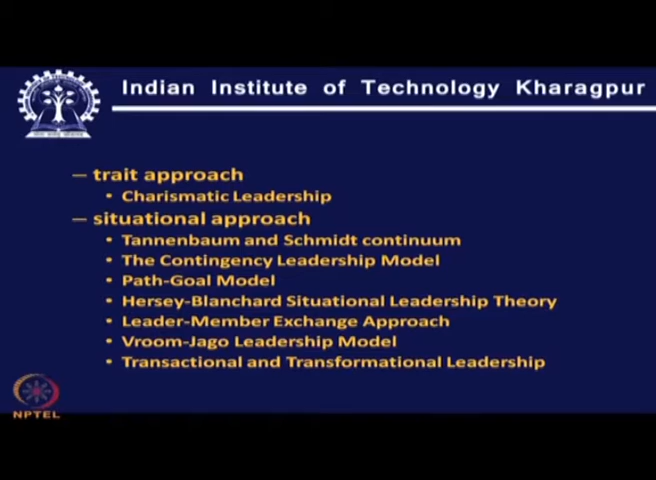 Indian Institute of Technology Kharagpur
– trait approach
• Charismatic Leadership
– situational approach
• Tannenbaum and Schmidt continuum
• The Contingency Leadership Model
• Path-Goal Model
• Hersey-Blanchard Situational Leadership Theory
• Leader-Member Exchange Approach
• Vroom-Jago Leadership Model
• Transactional and Transformational Leadership
NPTEL